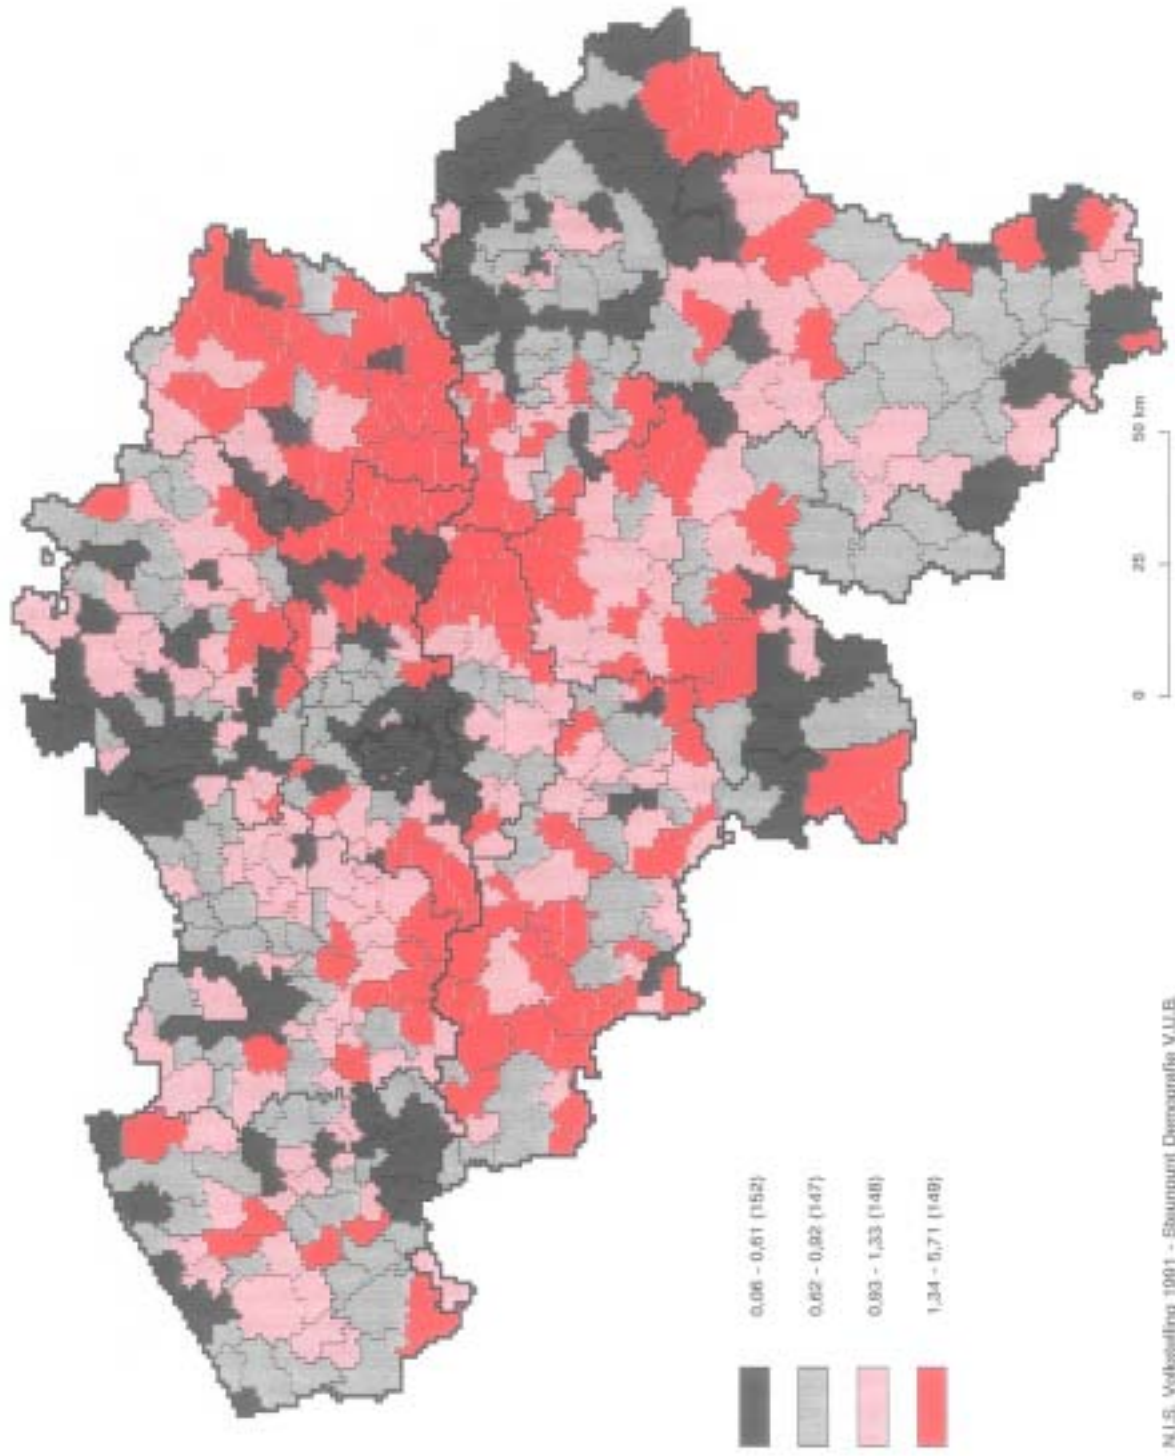 0,06 - 0,61 (152)
0,62 - 0,92 (147)
0,93 - 1,33 (148)
1,34 - 5,71 (149)
0 25 50 km
N.I.S. Volkstelling 1991 - Steunpunt Demografie V.U.B.